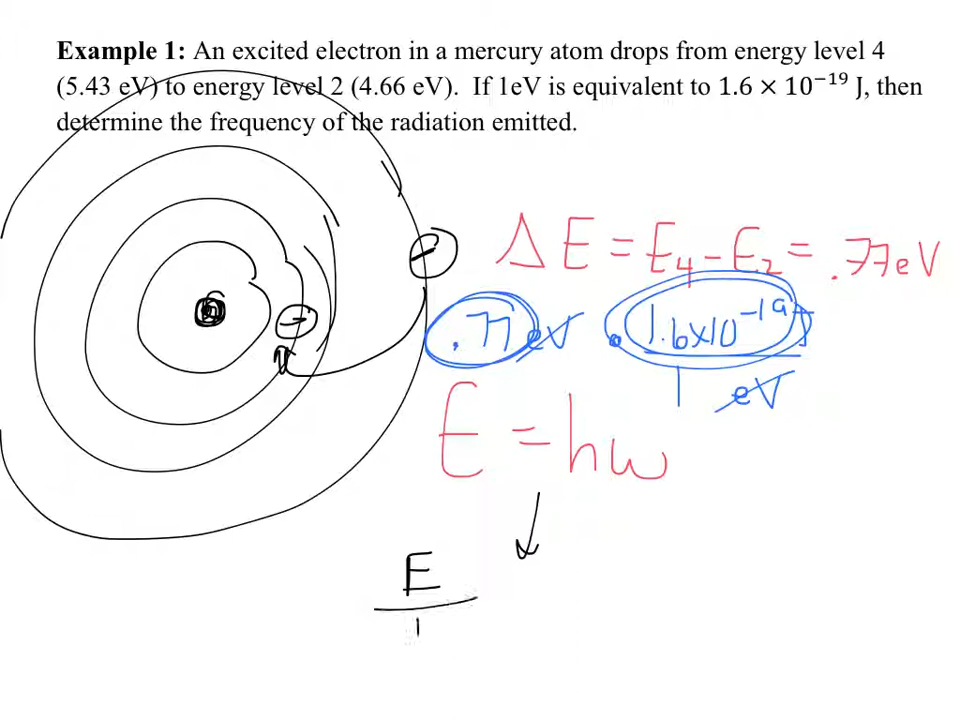 Example 1: An excited electron in a mercury atom drops from energy level 4
(5.43 eV) to energy level 2 (4.66 eV). If 1eV is equivalent to 1.6 × 10⁻¹⁹ J, then
determine the frequency of the radiation emitted.
ΔE = E₄ - E₂ = .77eV
.77 eV . 1.6x10⁻¹⁹ J
1 eV
E = hω
E